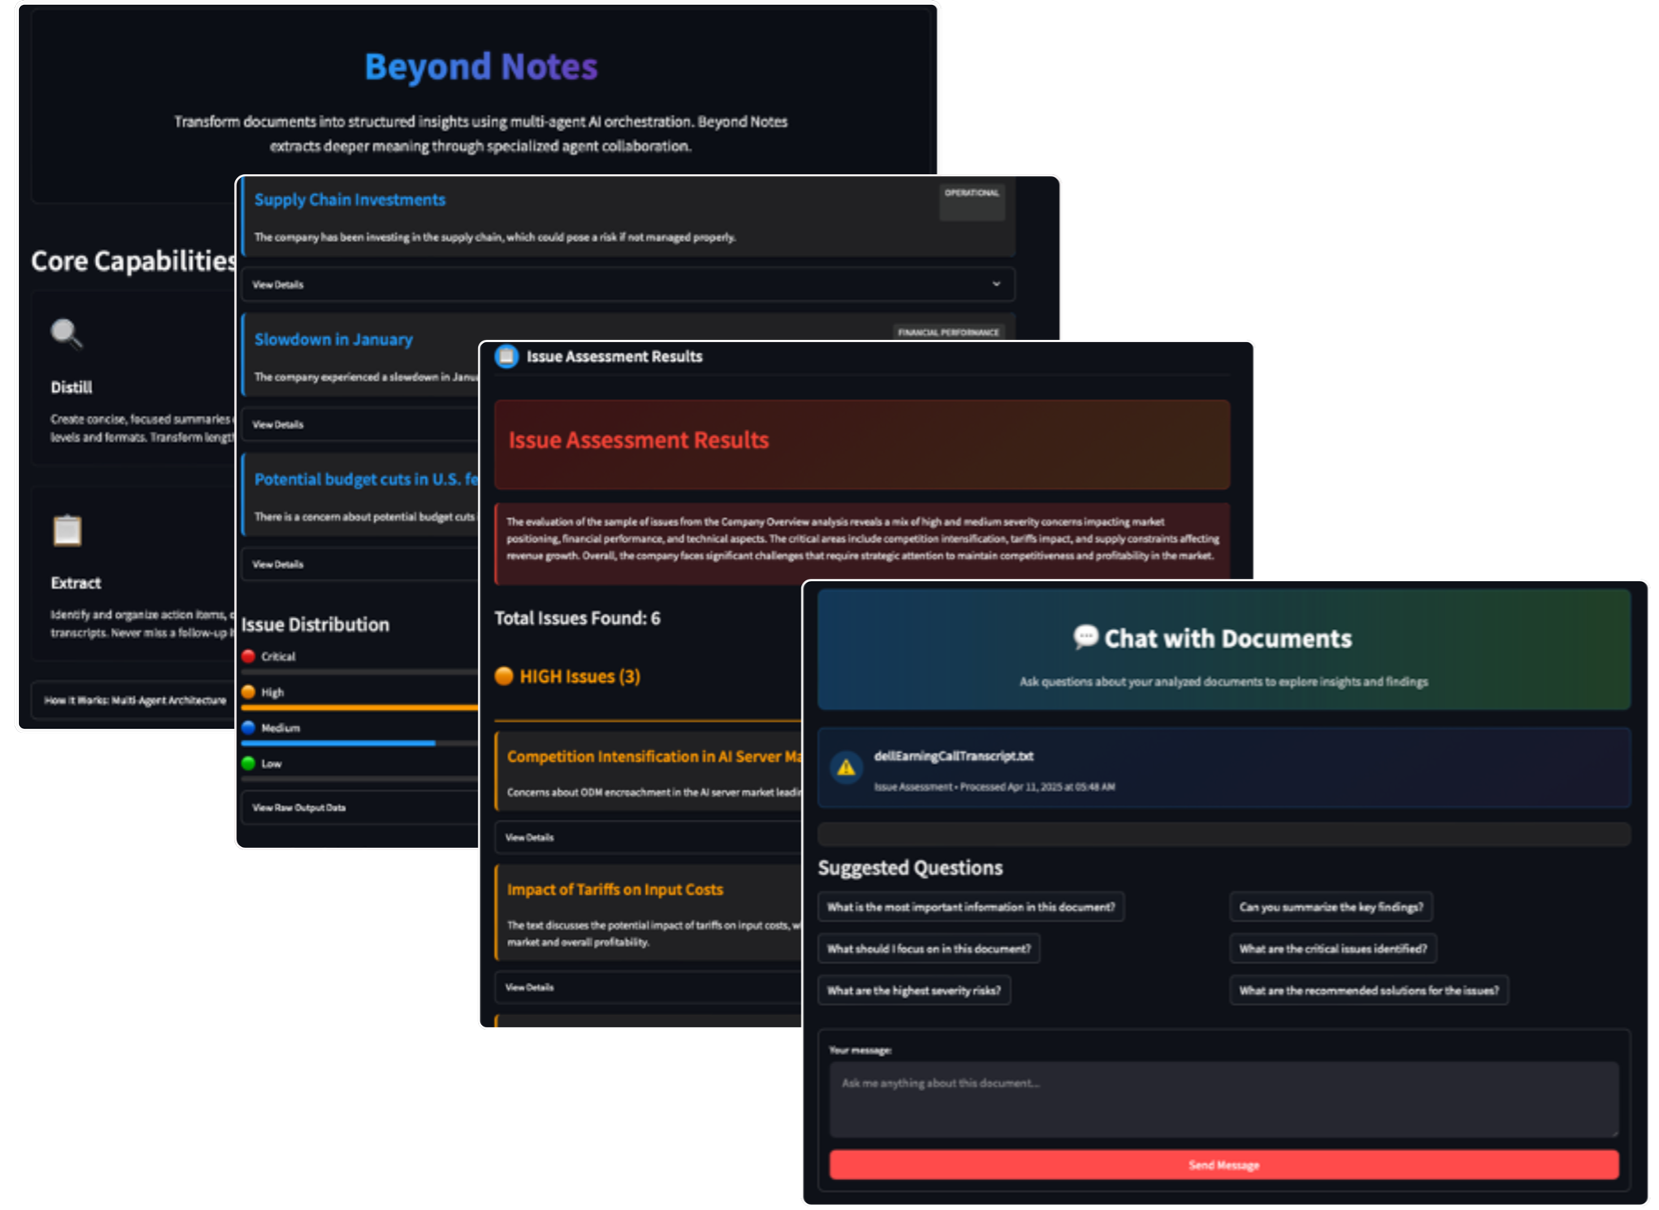 Beyond Notes
Transform documents into structured insights using multi-agent AI orchestration. Beyond Notes
extracts deeper meaning through specialized agent collaboration.
Core Capabilities
Distill
Create concise, focused summaries
levels and formats. Transform
Extract
Identify and organize action items,
transcripts. Never miss a follow-up
How It Works: Multi-Agent Architecture
Supply Chain Investments
OPERATIONAL
The company has been investing in the supply chain, which could pose a risk if not managed properly.
View Details
Slowdown in January
FINANCIAL PERFORMANCE
The company experienced a slowdown in
View Details
Potential budget cuts in U.S.
There is a concern about potential budget cuts
View Details
Issue Distribution
Critical
High
Medium
Low
View Raw Output Data
Issue Assessment Results
Issue Assessment Results
The evaluation of the sample of issues from the Company Overview analysis reveals a mix of high and medium severity concerns impacting market
positioning, financial performance, and technical aspects. The critical areas include competition intensification, tariffs impact, and supply constraints affecting
revenue growth. Overall, the company faces significant challenges that require strategic attention to maintain competitiveness and profitability in the market.
Total Issues Found: 6
HIGH Issues (3)
Competition Intensification in AI Server
Concerns about ODM encroachment in the AI server market
View Details
Impact of Tariffs on Input Costs
The text discusses the potential impact of tariffs on input costs,
market and overall profitability.
View Details
Chat with Documents
Ask questions about your analyzed documents to explore insights and findings
dellEarningCallTranscript.txt
Issue Assessment • Processed Apr 11, 2025 at 05:48 AM
Suggested Questions
What is the most important information in this document?
Can you summarize the key findings?
What should I focus on in this document?
What are the critical issues identified?
What are the highest severity risks?
What are the recommended solutions for the issues?
Your message:
Ask me anything about this document...
Send Message